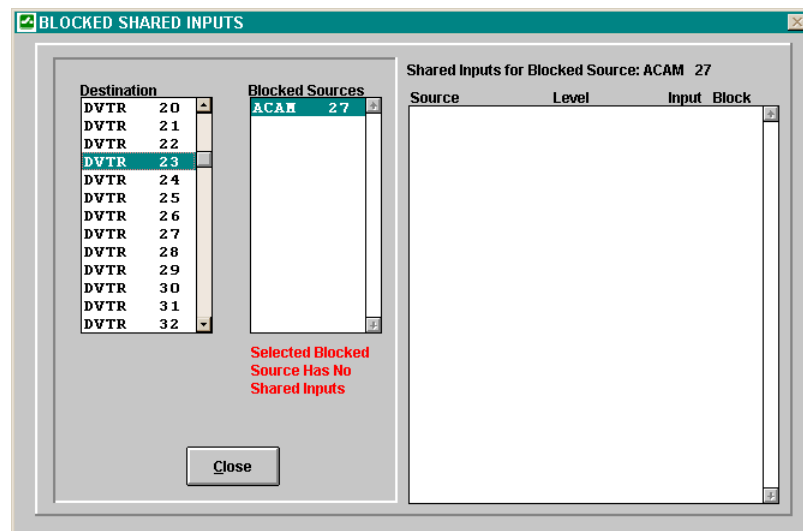 BLOCKED SHARED INPUTS
Destination
DVTR 20
DVTR 21
DVTR 22
DVTR 23
DVTR 24
DVTR 25
DVTR 26
DVTR 27
DVTR 28
DVTR 29
DVTR 30
DVTR 31
DVTR 32
Blocked Sources
ACAM 27
Selected Blocked
Source Has No
Shared Inputs
Close
Shared Inputs for Blocked Source: ACAM 27
Source Level Input Block